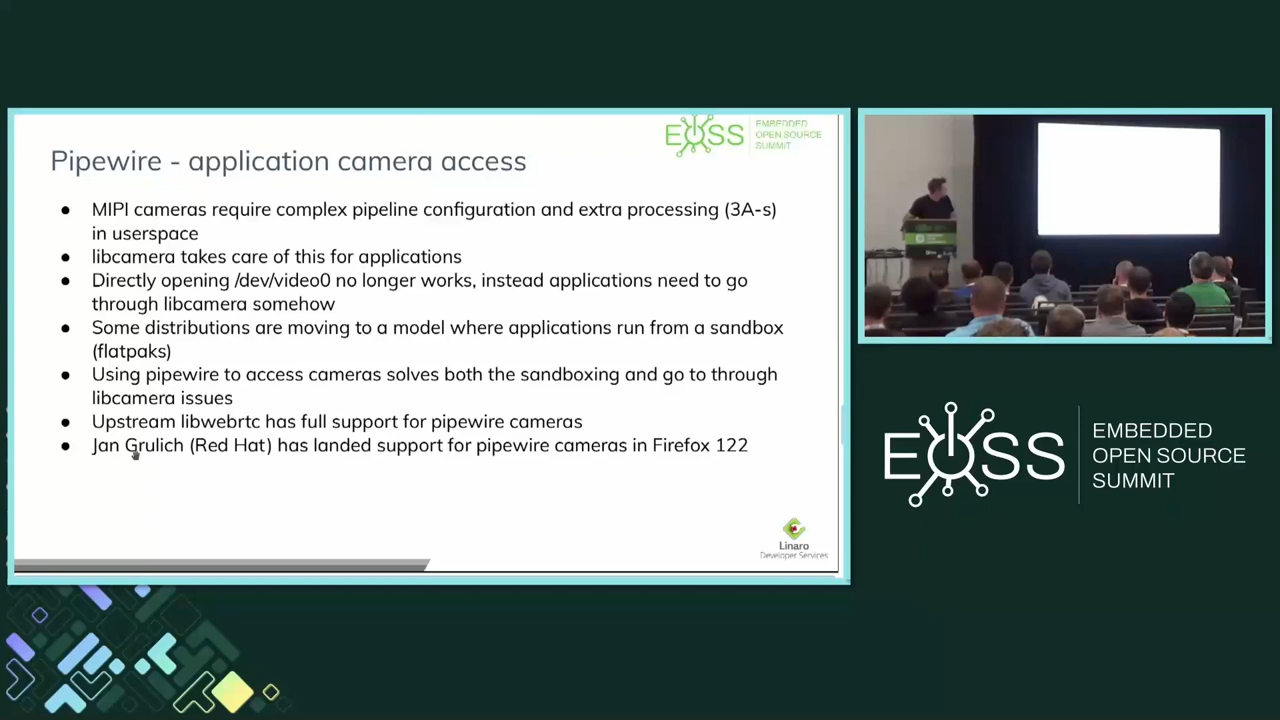 EOSS
EMBEDDED
OPEN SOURCE
SUMMIT
Pipewire - application camera access
● MIPI cameras require complex pipeline configuration and extra processing (3A-s)
in userspace
● libcamera takes care of this for applications
● Directly opening /dev/video0 no longer works, instead applications need to go
through libcamera somehow
● Some distributions are moving to a model where applications run from a sandbox
(flatpaks)
● Using pipewire to access cameras solves both the sandboxing and go to through
libcamera issues
● Upstream libwebrtc has full support for pipewire cameras
● Jan Grulich (Red Hat) has landed support for pipewire cameras in Firefox 122
Linaro
Developer Services
EOSS
EMBEDDED
OPEN SOURCE
SUMMIT